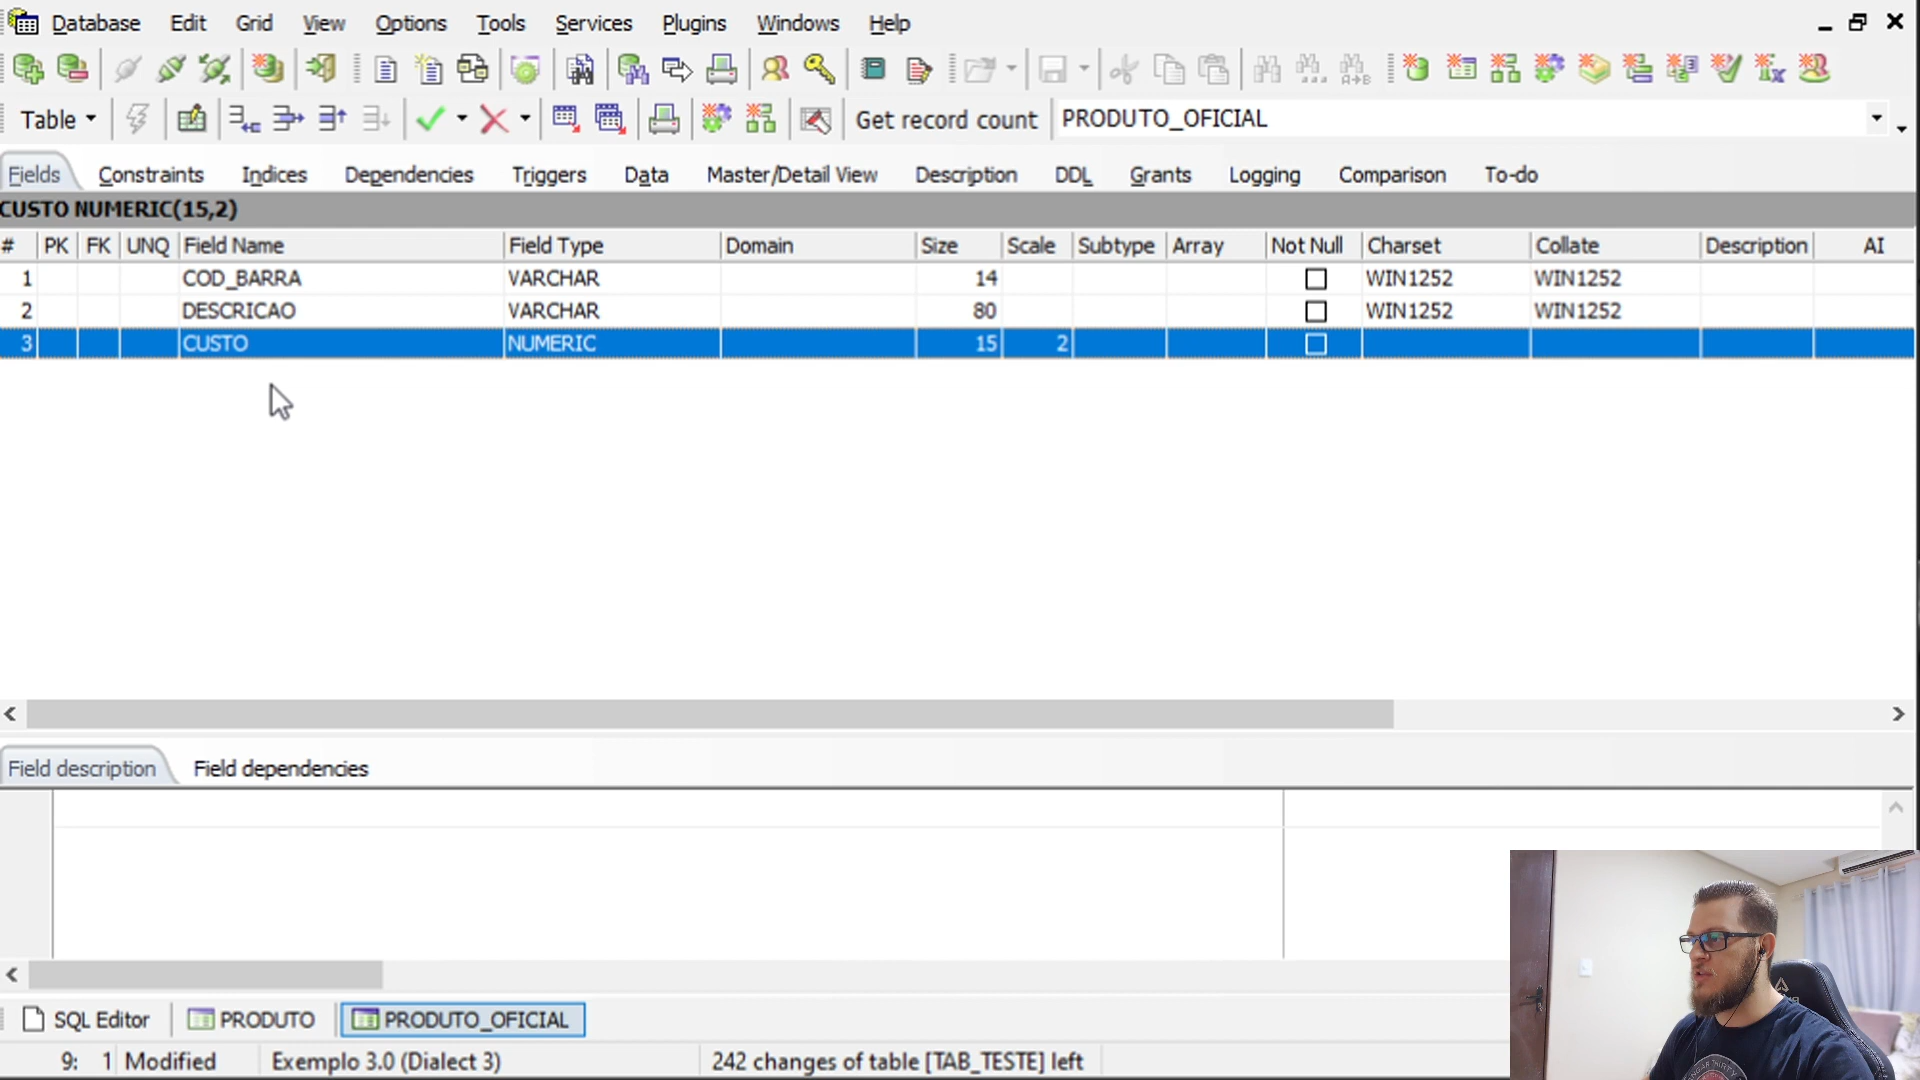 Database Edit Grid View Options Tools Services Plugins Windows Help
Table Get record count PRODUTO_OFICIAL
Fields Constraints Indices Dependencies Triggers Data Master/Detail View Description DDL Grants Logging Comparison To-do
CUSTO NUMERIC(15,2)
# PK FK UNQ Field Name Field Type Domain Size Scale Subtype Array Not Null Charset Collate Description AI
1 COD_BARRA VARCHAR 14 WIN1252 WIN1252
2 DESCRICAO VARCHAR 80 WIN1252 WIN1252
3 CUSTO NUMERIC 15 2
Field description Field dependencies
SQL Editor PRODUTO PRODUTO_OFICIAL
9: 1 Modified Exemplo 3.0 (Dialect 3) 242 changes of table [TAB_TESTE] left